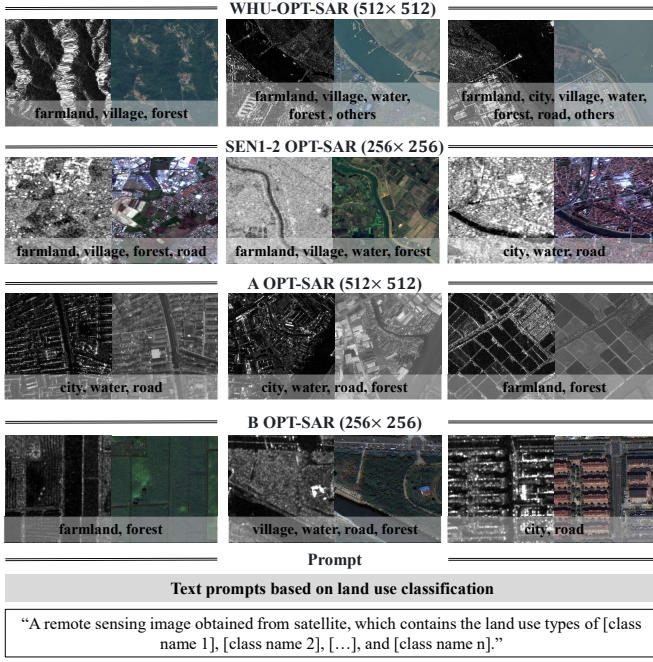 WHU-OPT-SAR (512× 512)
farmland, village, forest
farmland, village, water,
forest , others
farmland, city, village, water,
forest, road, others
SEN1-2 OPT-SAR (256× 256)
farmland, village, forest, road
farmland, village, water, forest
city, water, road
A OPT-SAR (512× 512)
city, water, road
city, water, road, forest
farmland, forest
B OPT-SAR (256× 256)
farmland, forest
village, water, road, forest
city, road
Prompt
Text prompts based on land use classification
“A remote sensing image obtained from satellite, which contains the land use types of [class
name 1], [class name 2], […], and [class name n].”